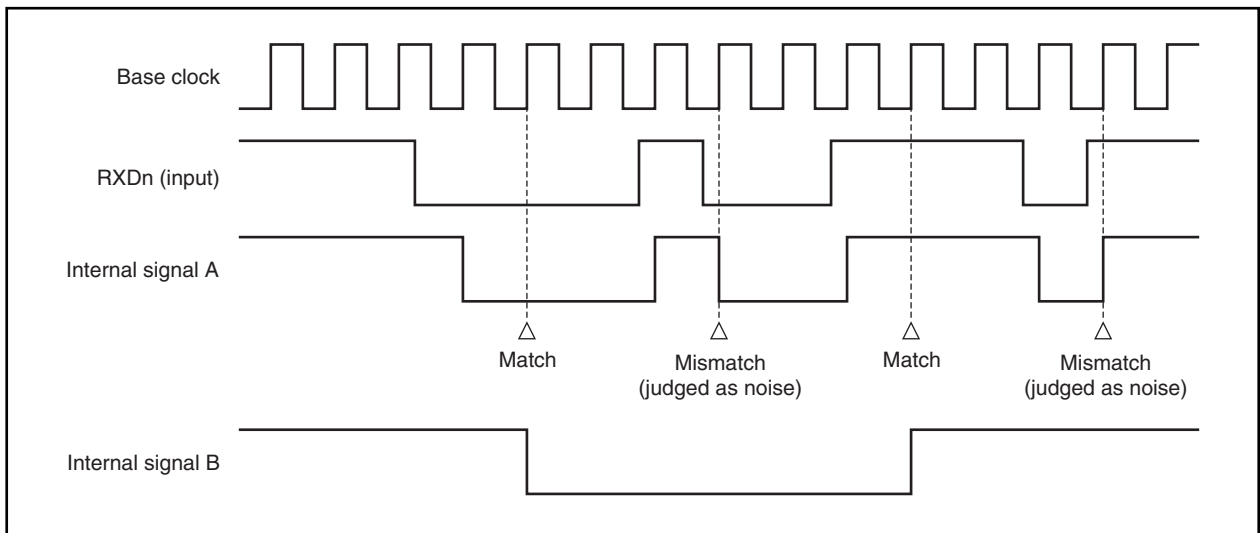 Base clock
RXDn (input)
Internal signal A
Match
Mismatch
(judged as noise)
Match
Mismatch
(judged as noise)
Internal signal B